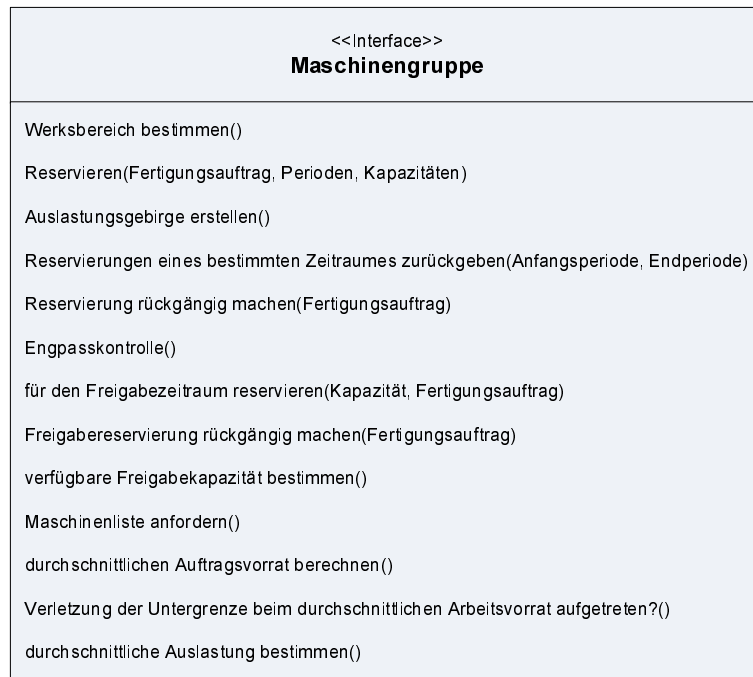 <<Interface>>
Maschinengruppe
Werksbereich bestimmen()
Reservieren(Fertigungsauftrag, Perioden, Kapazitäten)
Auslastungsgebirge erstellen()
Reservierungen eines bestimmten Zeitraumes zurückgeben(Anfangsperiode, Endperiode)
Reservierung rückgängig machen(Fertigungsauftrag)
Engpasskontrolle()
für den Freigabezeitraum reservieren(Kapazität, Fertigungsauftrag)
Freigabereservierung rückgängig machen(Fertigungsauftrag)
verfügbare Freigabekapazität bestimmen()
Maschinenliste anfordern()
durchschnittlichen Auftragsvorrat berechnen()
Verletzung der Untergrenze beim durchschnittlichen Arbeitsvorrat aufgetreten?()
durchschnittliche Auslastung bestimmen()